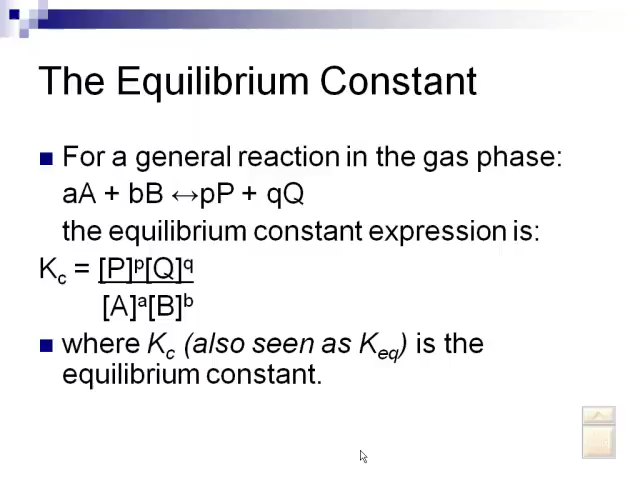 The Equilibrium Constant
For a general reaction in the gas phase:
aA + bB ↔pP + qQ
the equilibrium constant expression is:
Kc = [P]ᵖ[Q]^q
[A]ᵃ[B]ᵇ
where Kc (also seen as Keq) is the
equilibrium constant.